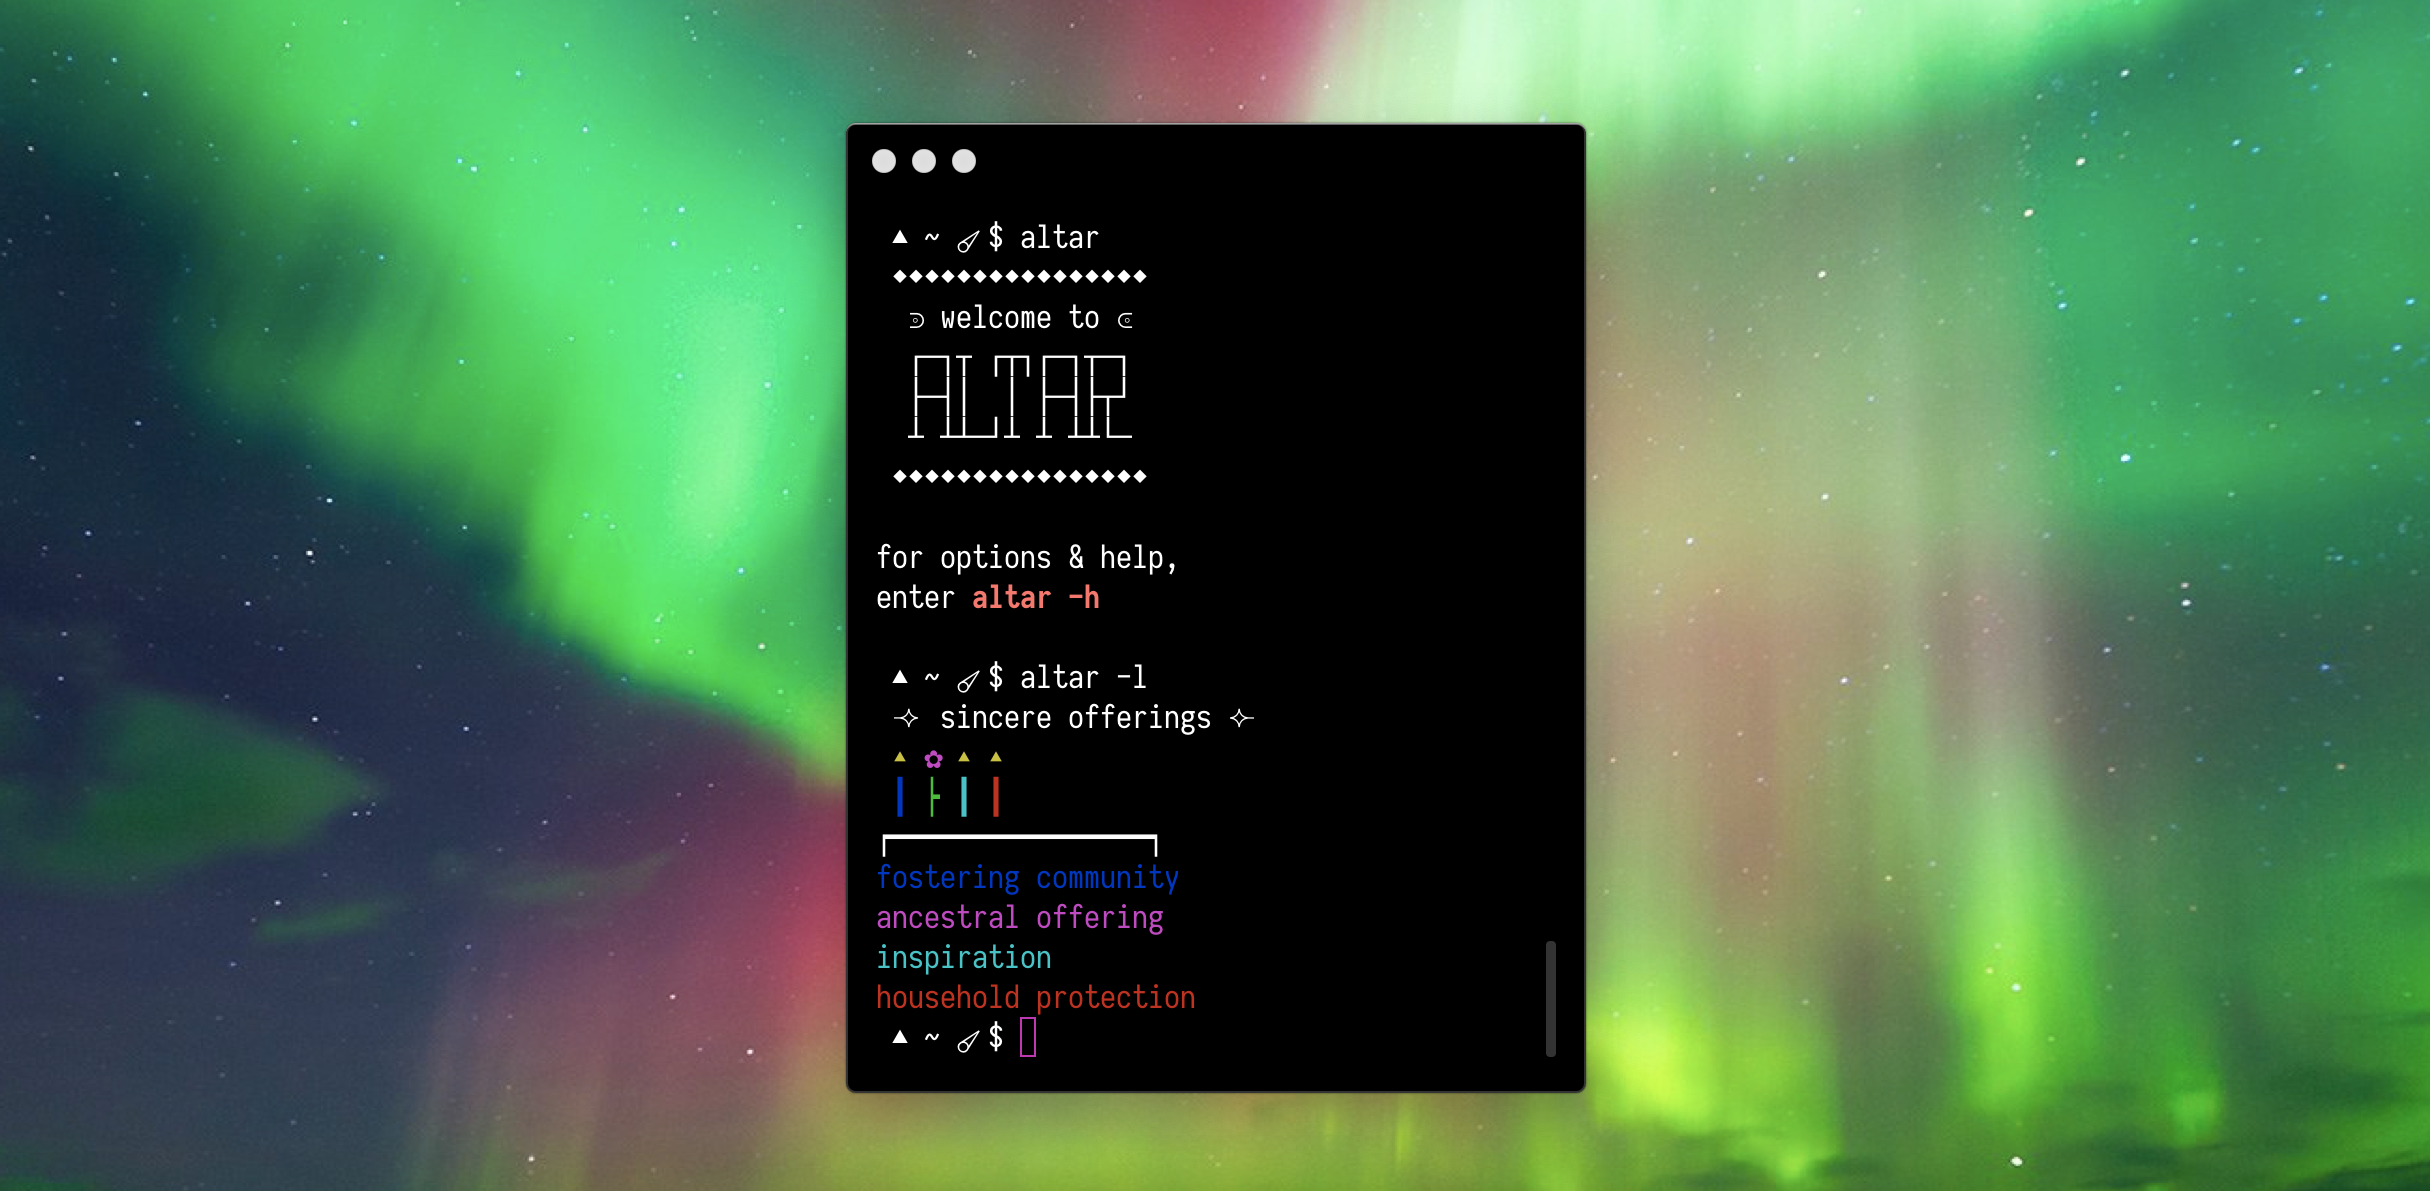 ▲ ~ ☄$ altar
◆◆◆◆◆◆◆◆◆◆◆◆◆◆◆◆
⪾ welcome to ⪽
ALTAR
◆◆◆◆◆◆◆◆◆◆◆◆◆◆◆◆
for options & help,
enter altar -h
▲ ~ ☄$ altar -l
⟢ sincere offerings ⟣
fostering community
ancestral offering
inspiration
household protection
▲ ~ ☄$